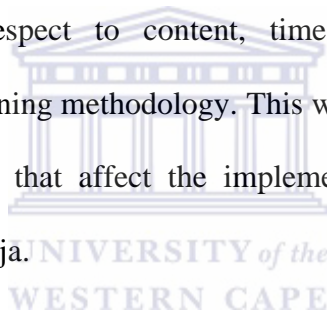 espect to content, time
ning methodology. This w
that affect the impleme
ja.
UNIVERSITY of the
WESTERN CAPE